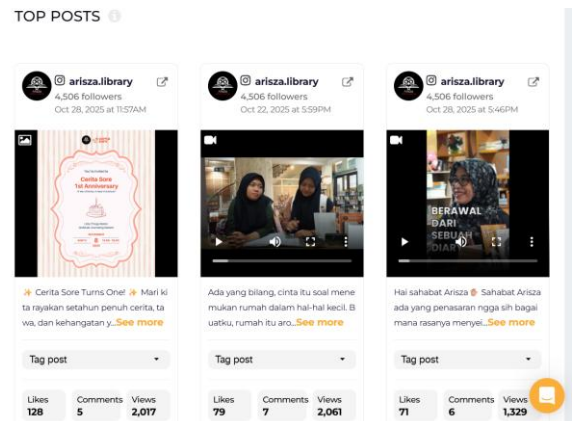 TOP POSTS
arisza.library
4,506 followers
Oct 28, 2025 at 11:57AM
Cerita Sore
1st Anniversary
✨ Cerita Sore Turns One! ✨ Mari ki
ta rayakan setahun penuh cerita, ta
wa, dan kehangatan y...See more
Tag post
Likes
128
Comments
5
Views
2,017
arisza.library
4,506 followers
Oct 22, 2025 at 5:59PM
Ada yang bilang, cinta itu soal mene
mukan rumah dalam hal-hal kecil. B
uatku, rumah itu aro...See more
Tag post
Likes
79
Comments
7
Views
2,061
arisza.library
4,506 followers
Oct 28, 2025 at 5:46PM
BERAWAL
DARI
SEBUAH
DIAR
Hai sahabat Arisza 👋 Sahabat Arisza
ada yang penasaran ngga sih bagai
mana rasanya menyei...See more
Tag post
Likes
71
Comments
6
Views
1,329